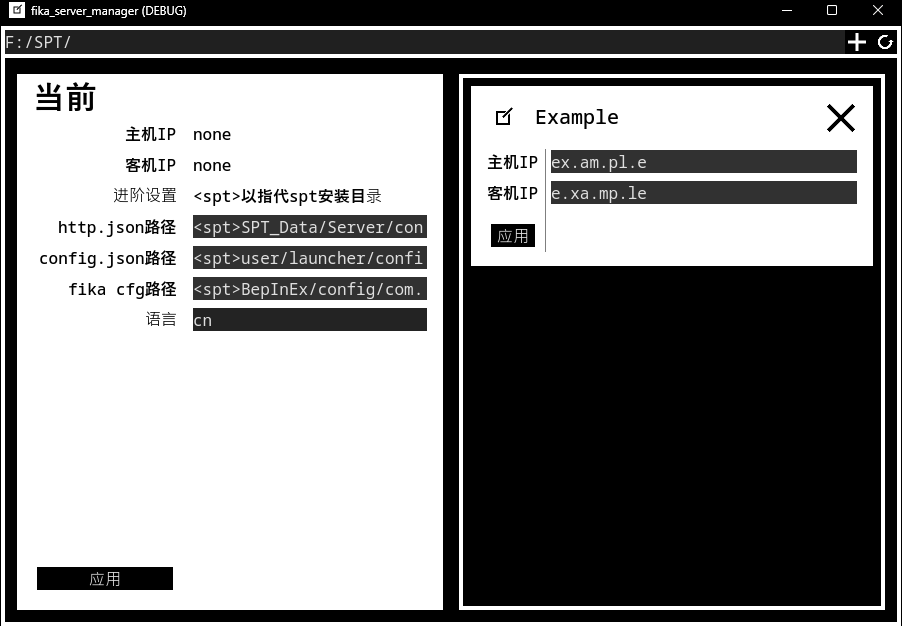 fika_server_manager (DEBUG)
F:/SPT/
当前
主机IP none
客机IP none
进阶设置 <spt>以指代spt安装目录
http.json路径 <spt>SPT_Data/Server/con
config.json路径 <spt>user/launcher/confi
fika cfg路径 <spt>BepInEx/config/com.
语言 cn
应用
Example
主机IP ex.am.pl.e
客机IP e.xa.mp.le
应用